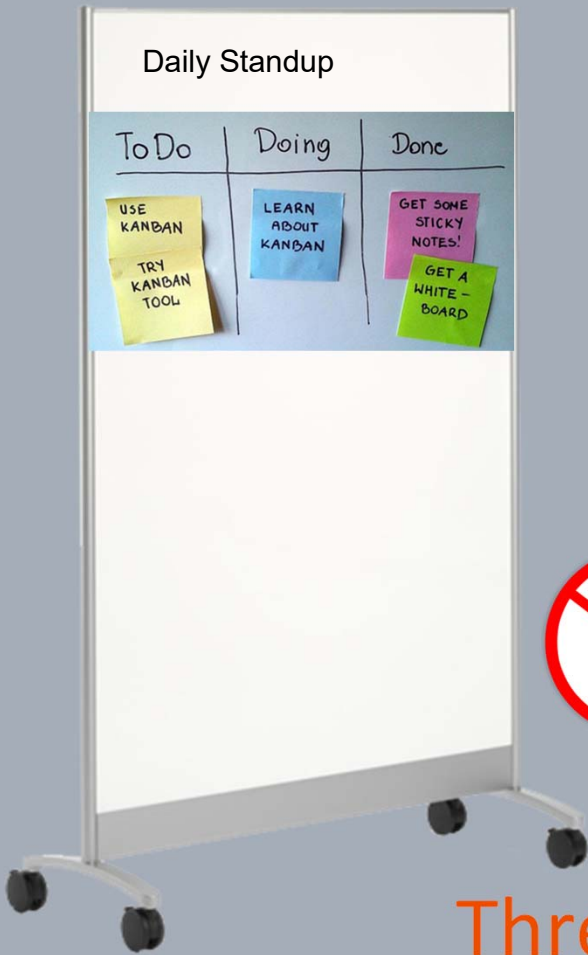 Daily Standup
To Do
Doing
Done
USE
KANBAN
TRY
KANBAN
TOOL
LEARN
ABOUT
KANBAN
GET SOME
STICKY
NOTES!
GET A
WHITE-
BOARD
Thre